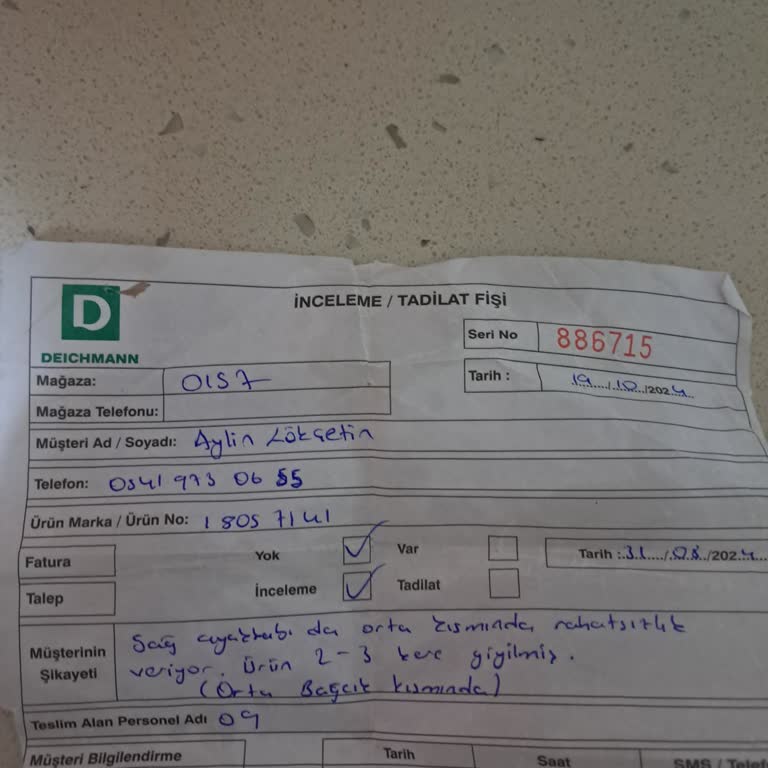 İNCELEME / TADİLAT FİŞİ
D
DEICHMANN
Seri No 886715
Mağaza: 0157
Tarih : 19 / 10 /2024
Mağaza Telefonu:
Müşteri Ad / Soyadı: Aylin Kökçetin
Telefon: 0541 973 06 55
Ürün Marka / Ürün No: 1 805 7141
Fatura Yok ✓ Var Tarih : 31 / 08 /2024
Talep İnceleme ✓ Tadilat
Müşterinin Şikayeti
Sağ ayakkabı da orta kısmında rahatsızlık
veriyor. Ürün 2-3 kere giyilmiş.
(Orta Bağcık kısmında)
Teslim Alan Personel Adı 09
Müşteri Bilgilendirme Tarih Saat SMS / Telef